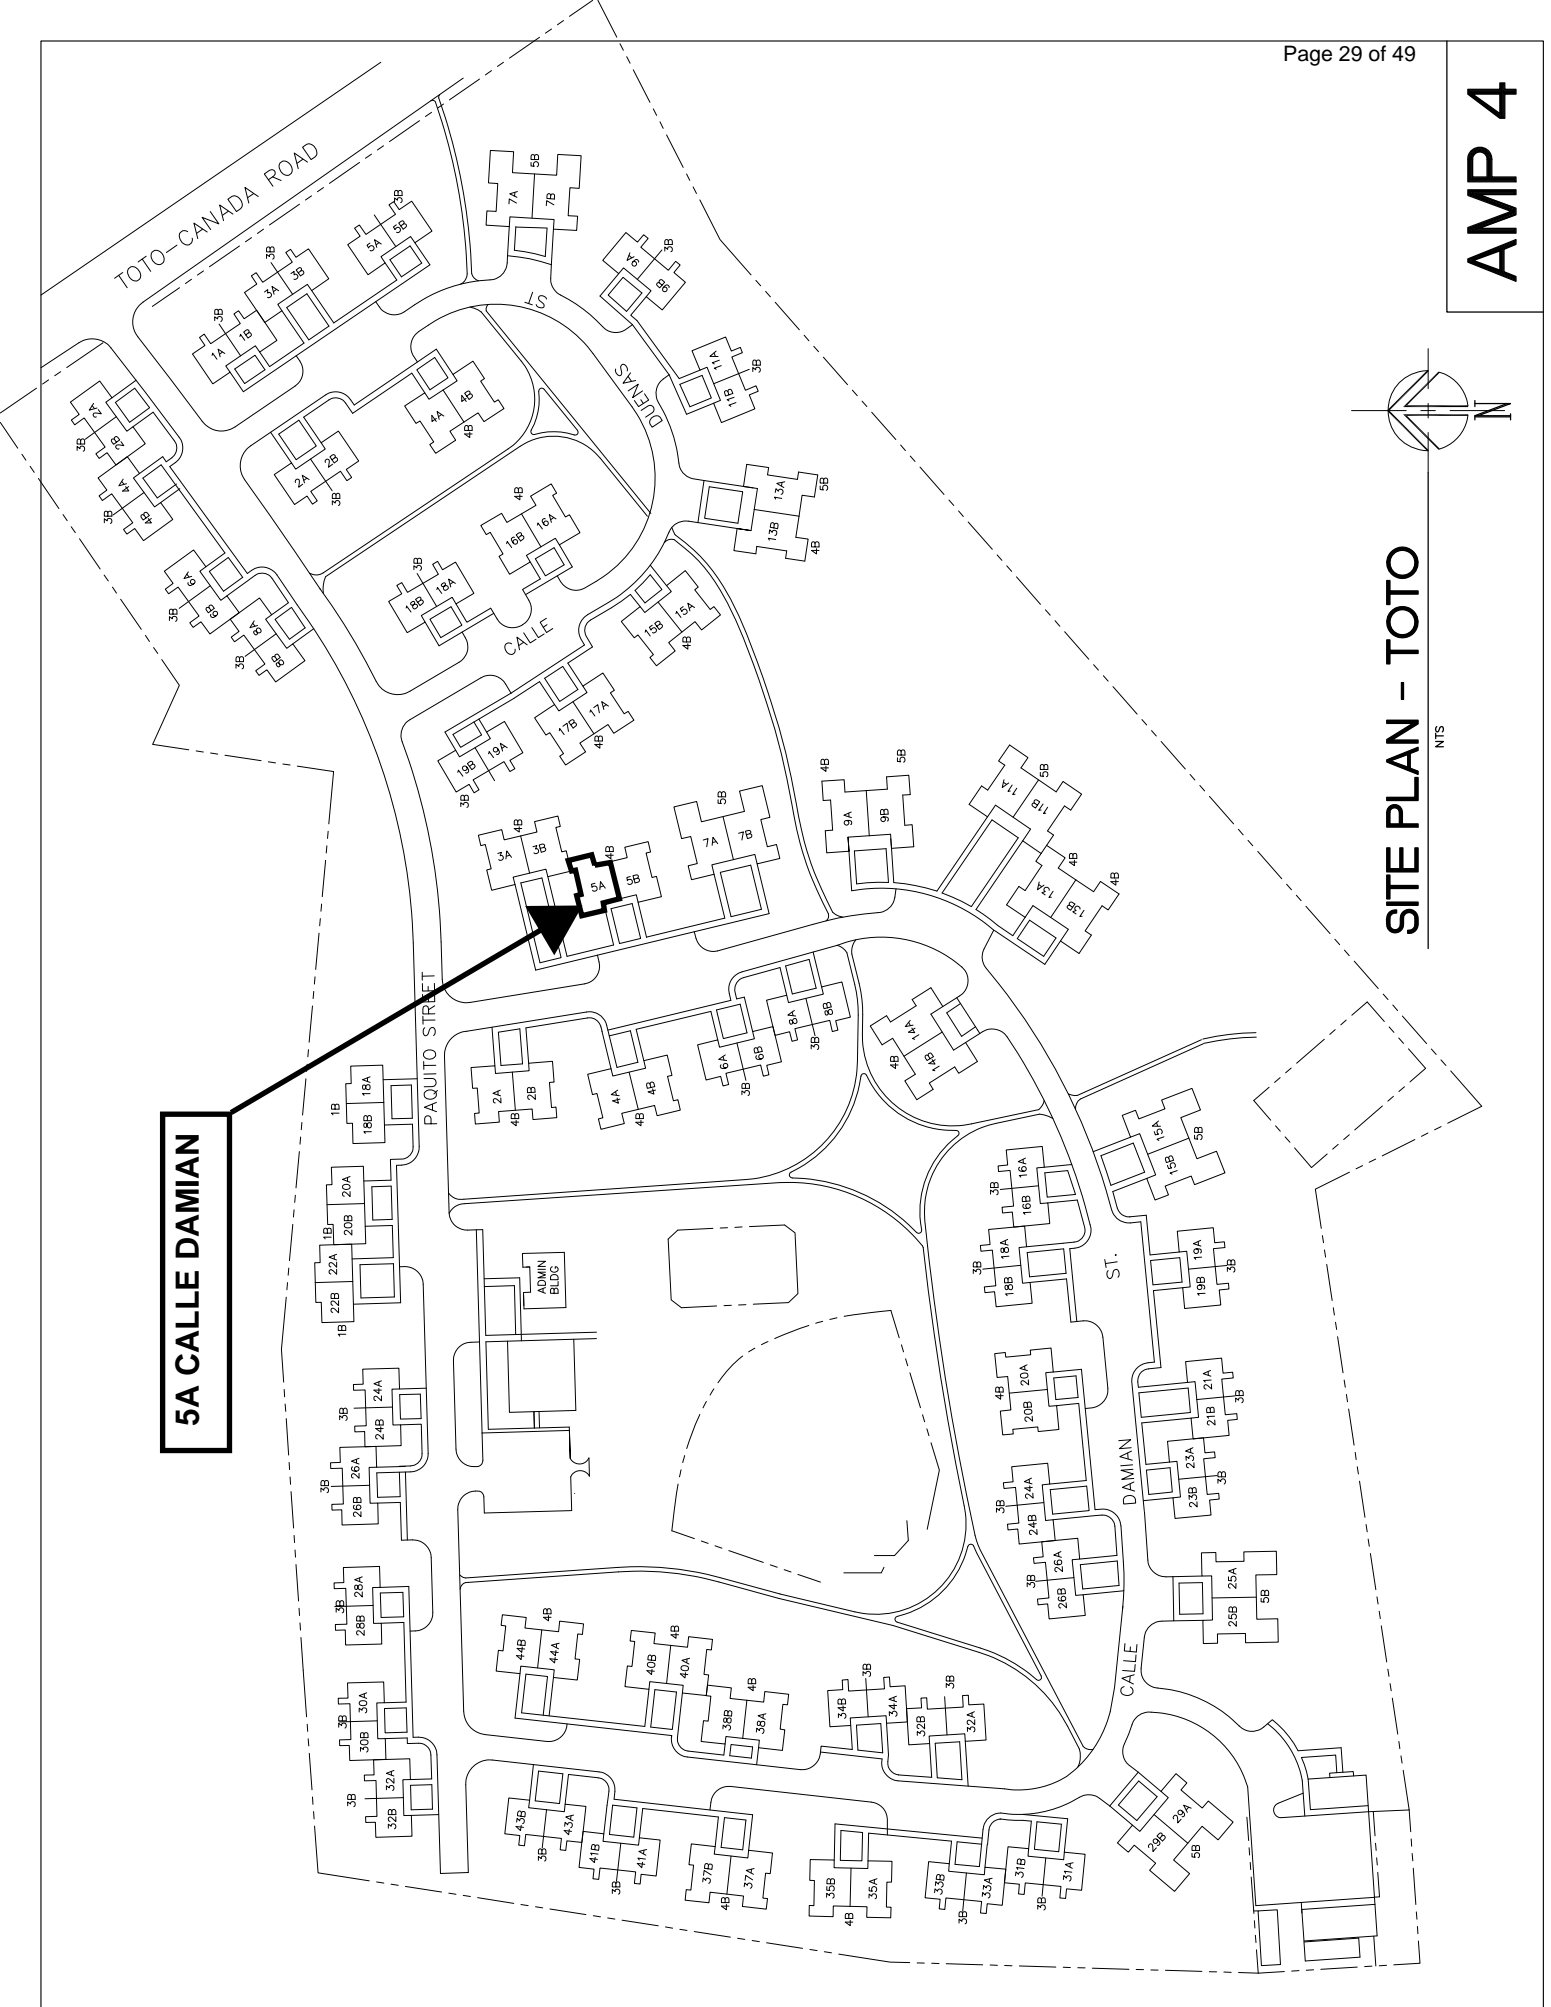 Page 29 of 49
AMP 4
SITE PLAN - TOTO
NTS
N
5A CALLE DAMIAN
TOTO-CANADA ROAD
PAQUITO STREET
CALLE
DUENAS
ST
CALLE
DAMIAN
ST.
ADMIN
BLDG
2A
2B
3B
4A
4B
3B
6A
6B
3B
8A
8B
3B
1A
1B
3B
3A
3B
3B
5A
5B
3B
7A
7B
5B
9A
9B
3B
11A
11B
3B
2A
2B
3B
4A
4B
4B
13A
13B
5B
4B
16B
16A
4B
18B
18A
3B
15B
15A
4B
17B
17A
4B
19B
19A
3B
3A
3B
4B
5A
5B
4B
7A
7B
5B
9A
9B
4B
5B
11A
11B
5B
13A
13B
4B
4B
2A
2B
4B
4A
4B
4B
6A
6B
3B
8A
8B
3B
14A
14B
4B
15A
15B
5B
16A
16B
3B
18A
18B
3B
19A
19B
3B
20A
20B
4B
21A
21B
3B
23A
23B
3B
24A
24B
3B
26A
26B
3B
25A
25B
5B
18A
18B
1B
20A
20B
1B
22A
22B
1B
24A
24B
3B
26A
26B
3B
28A
28B
3B
30A
30B
3B
32A
32B
3B
44B
44A
4B
40B
40A
4B
38B
38A
4B
34B
34A
3B
32B
32A
3B
43B
43A
3B
41B
41A
3B
37B
37A
4B
35B
35A
4B
33B
33A
3B
31B
31A
3B
29B
29A
5B